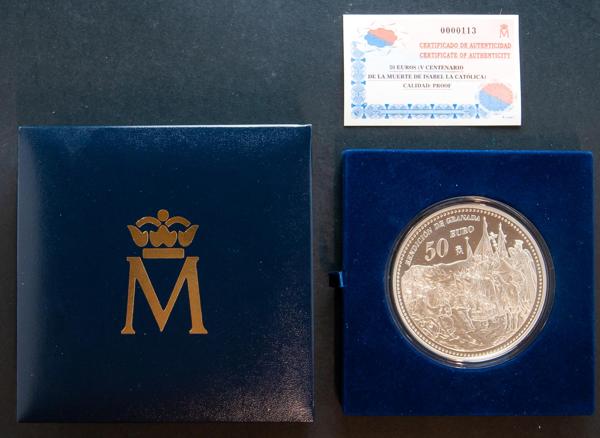 0000113
M
CERTIFICADO DE AUTENTICIDAD
CERTIFICATE OF AUTHENTICITY
50 EUROS (V CENTENARIO
DE LA MUERTE DE ISABEL LA CATÓLICA)
CALIDAD: PROOF
M
RENDICIÓN DE GRANADA
50 EURO
M